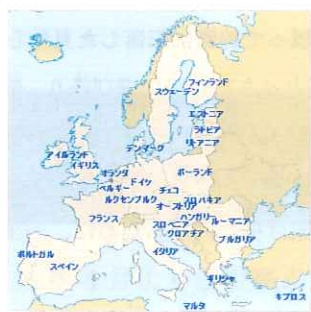 フィンランド
スウェーデン
エストニア
ラトビア
リトアニア
デンマーク
アイルランド
イギリス
オランダ
ポーランド
ドイツ
ベルギー
チェコ
ルクセンブルク
スロバキア
オーストリア
フランス
ハンガリー
ルーマニア
スロベニア
クロアチア
ブルガリア
イタリア
ポルトガル
スペイン
ギリシャ
キプロス
マルタ